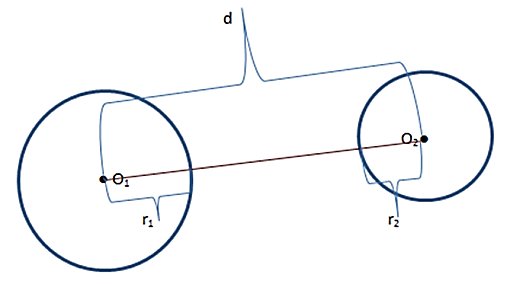 d
O₂
O₁
r₁
r₂